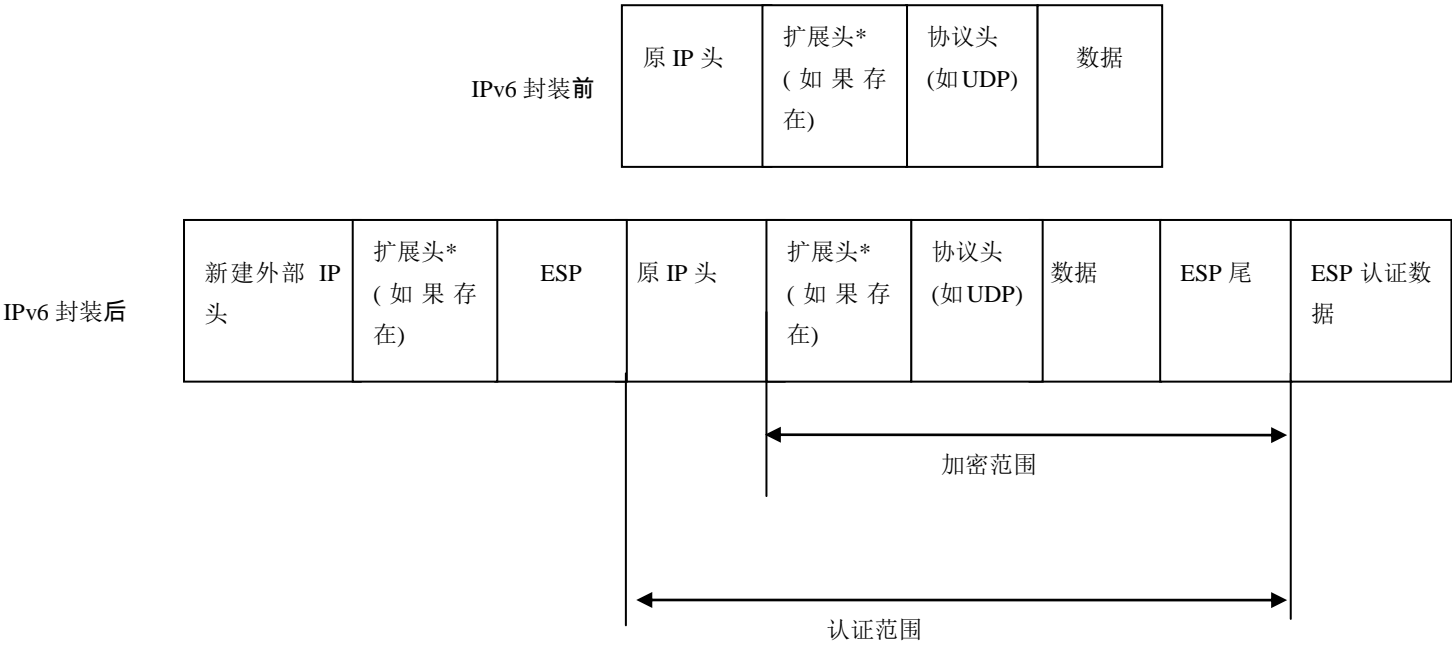 IPv6 封装前
原 IP 头
扩展头*
( 如 果 存
在)
协议头
(如 UDP)
数据
IPv6 封装后
新建外部 IP
头
扩展头*
( 如 果 存
在)
ESP
原 IP 头
扩展头*
( 如 果 存
在)
协议头
(如 UDP)
数据
ESP 尾
ESP 认证数
据
加密范围
认证范围